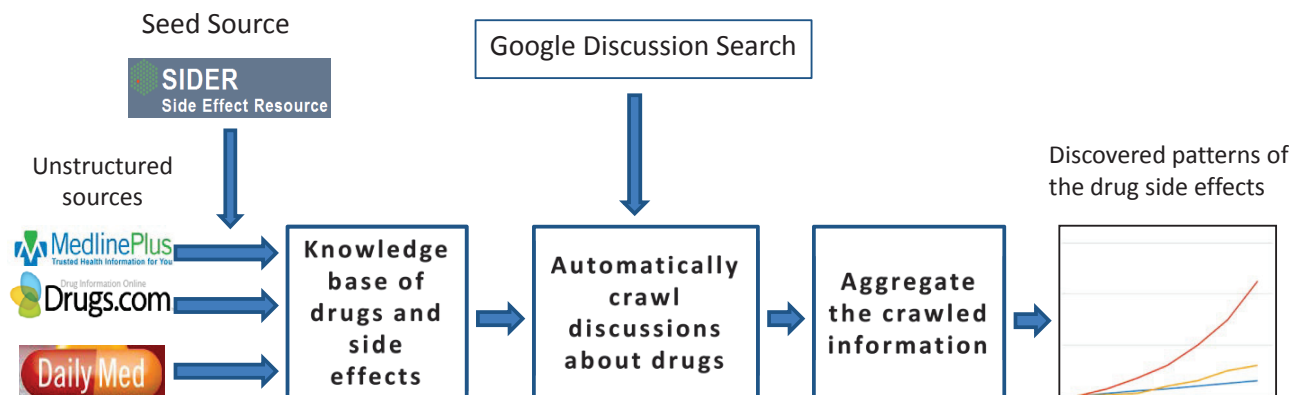 Seed Source
SIDER
Side Effect Resource
Google Discussion Search
Unstructured
sources
MedlinePlus
Trusted Health Information for You
Drug Information Online
Drugs.com
Daily Med
Knowledge
base of
drugs and
side
effects
Automatically
crawl
discussions
about drugs
Aggregate
the crawled
information
Discovered patterns of
the drug side effects